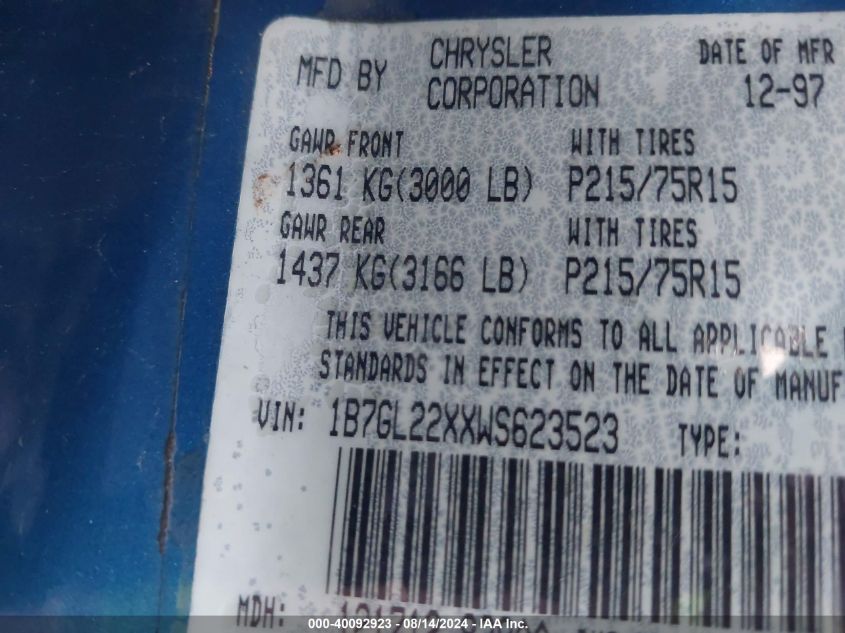 MFD BY CHRYSLER CORPORATION DATE OF MFR 12-97
GAWR FRONT WITH TIRES
1361 KG(3000 LB) P215/75R15
GAWR REAR WITH TIRES
1437 KG(3166 LB) P215/75R15
THIS VEHICLE CONFORMS TO ALL APPLICABLE
STANDARDS IN EFFECT ON THE DATE OF MANUF
VIN: 1B7GL22XXWS623523 TYPE:
MDH:
000-40092923 - 08/14/2024 - IAAI.com